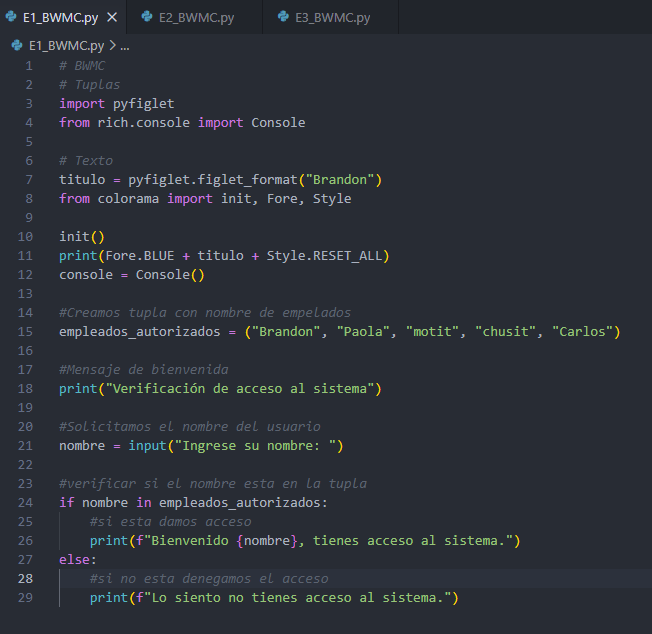 E1_BWMC.py × E2_BWMC.py E3_BWMC.py
E1_BWMC.py > ...
1 # BWMC
2 # Tuplas
3 import pyfiglet
4 from rich.console import Console
5
6 # Texto
7 titulo = pyfiglet.figlet_format("Brandon")
8 from colorama import init, Fore, Style
9
10 init()
11 print(Fore.BLUE + titulo + Style.RESET_ALL)
12 console = Console()
13
14 #Creamos tupla con nombre de empelados
15 empleados_autorizados = ("Brandon", "Paola", "motit", "chusit", "Carlos")
16
17 #Mensaje de bienvenida
18 print("Verificación de acceso al sistema")
19
20 #Solicitamos el nombre del usuario
21 nombre = input("Ingrese su nombre: ")
22
23 #verificar si el nombre esta en la tupla
24 if nombre in empleados_autorizados:
25     #si esta damos acceso
26     print(f"Bienvenido {nombre}, tienes acceso al sistema.")
27 else:
28     #si no esta denegamos el acceso
29     print(f"Lo siento no tienes acceso al sistema.")